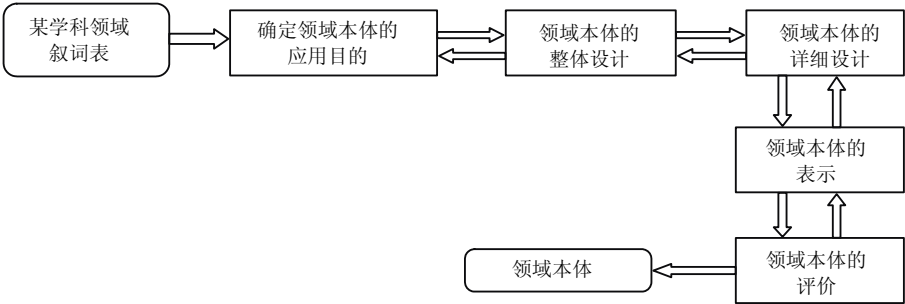 某学科领域
叙词表
确定领域本体的
应用目的
领域本体的
整体设计
领域本体的
详细设计
领域本体的
表示
领域本体的
评价
领域本体